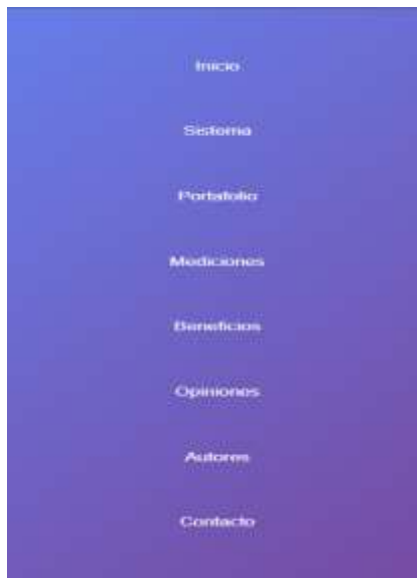 Inicio
Sistema
Portafolio
Mediciones
Beneficios
Opiniones
Autores
Contacto